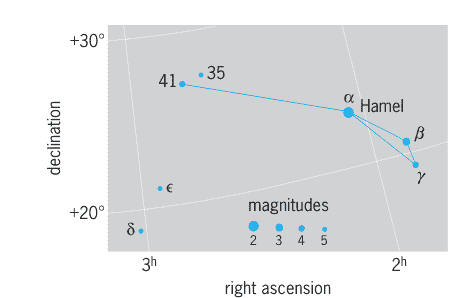 +30°
41
35
α Hamel
β
γ
+20°
ϵ
δ
magnitudes
2 3 4 5
3ʰ
2ʰ
right ascension
declination